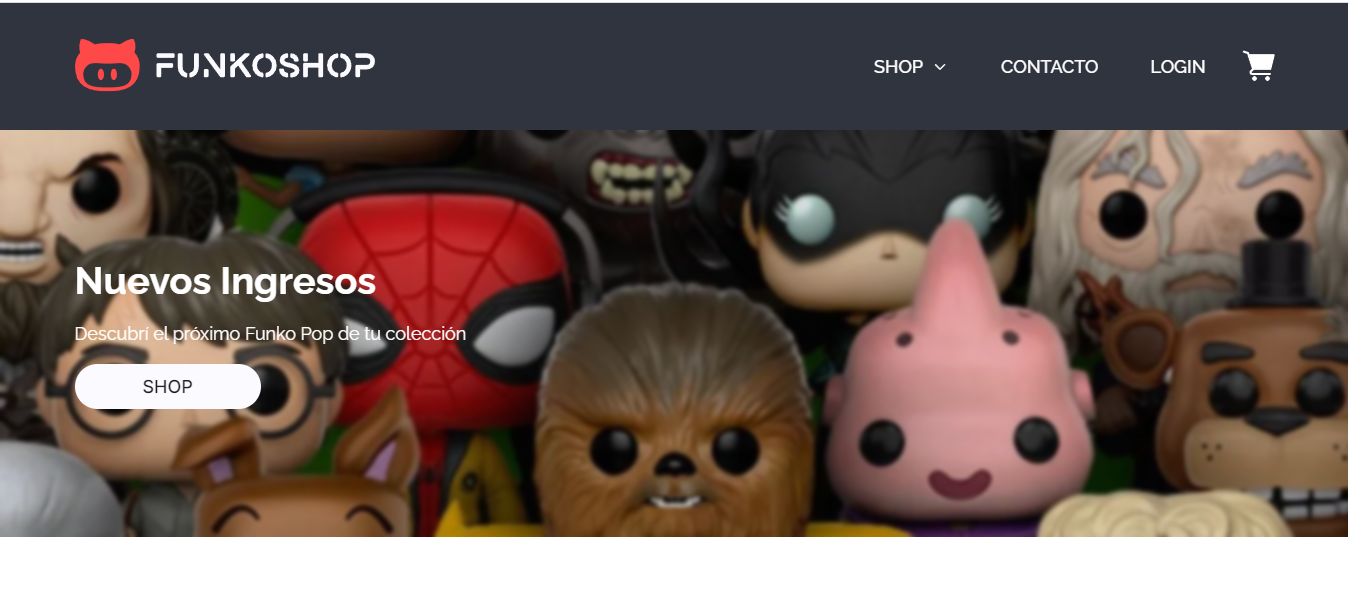 FUNKOSHOP
SHOP
CONTACTO
LOGIN
Nuevos Ingresos
Descubrí el próximo Funko Pop de tu colección
SHOP